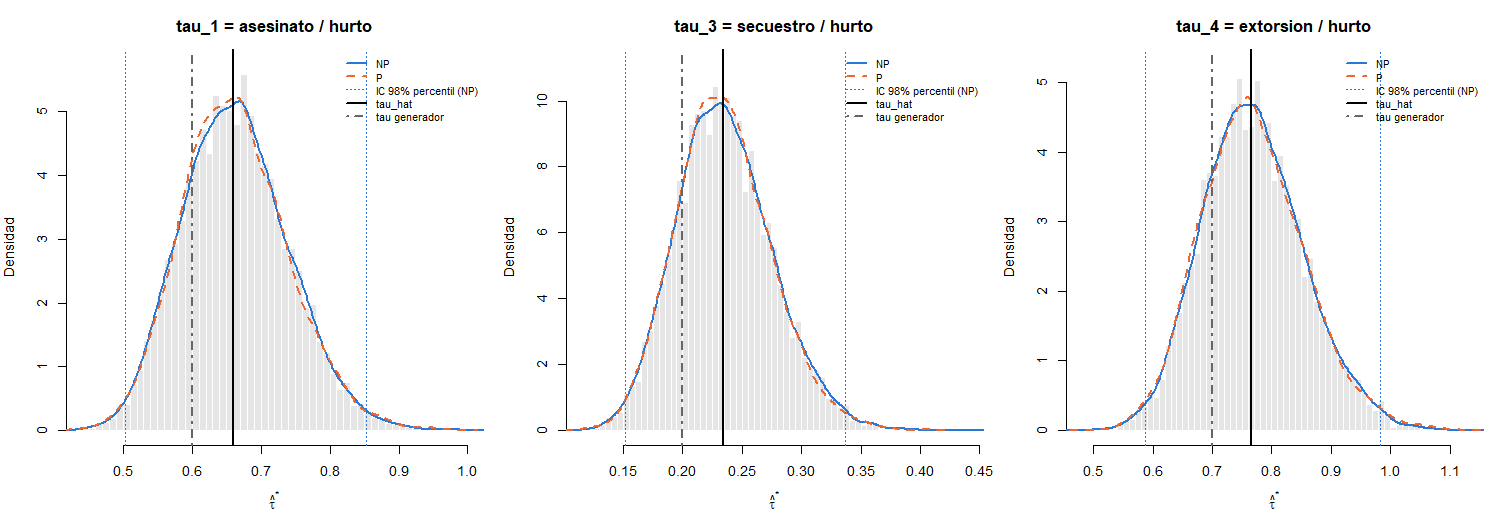 tau_1 = asesinato / hurto
Densidad
5
4
3
2
1
0
NP
P
IC 98% percentil (NP)
tau_hat
tau generador
0.5 0.6 0.7 0.8 0.9 1.0
τ̂*
tau_3 = secuestro / hurto
Densidad
10
8
6
4
2
0
NP
P
IC 98% percentil (NP)
tau_hat
tau generador
0.15 0.20 0.25 0.30 0.35 0.40 0.45
τ̂*
tau_4 = extorsion / hurto
Densidad
5
4
3
2
1
0
NP
P
IC 98% percentil (NP)
tau_hat
tau generador
0.5 0.6 0.7 0.8 0.9 1.0 1.1
τ̂*